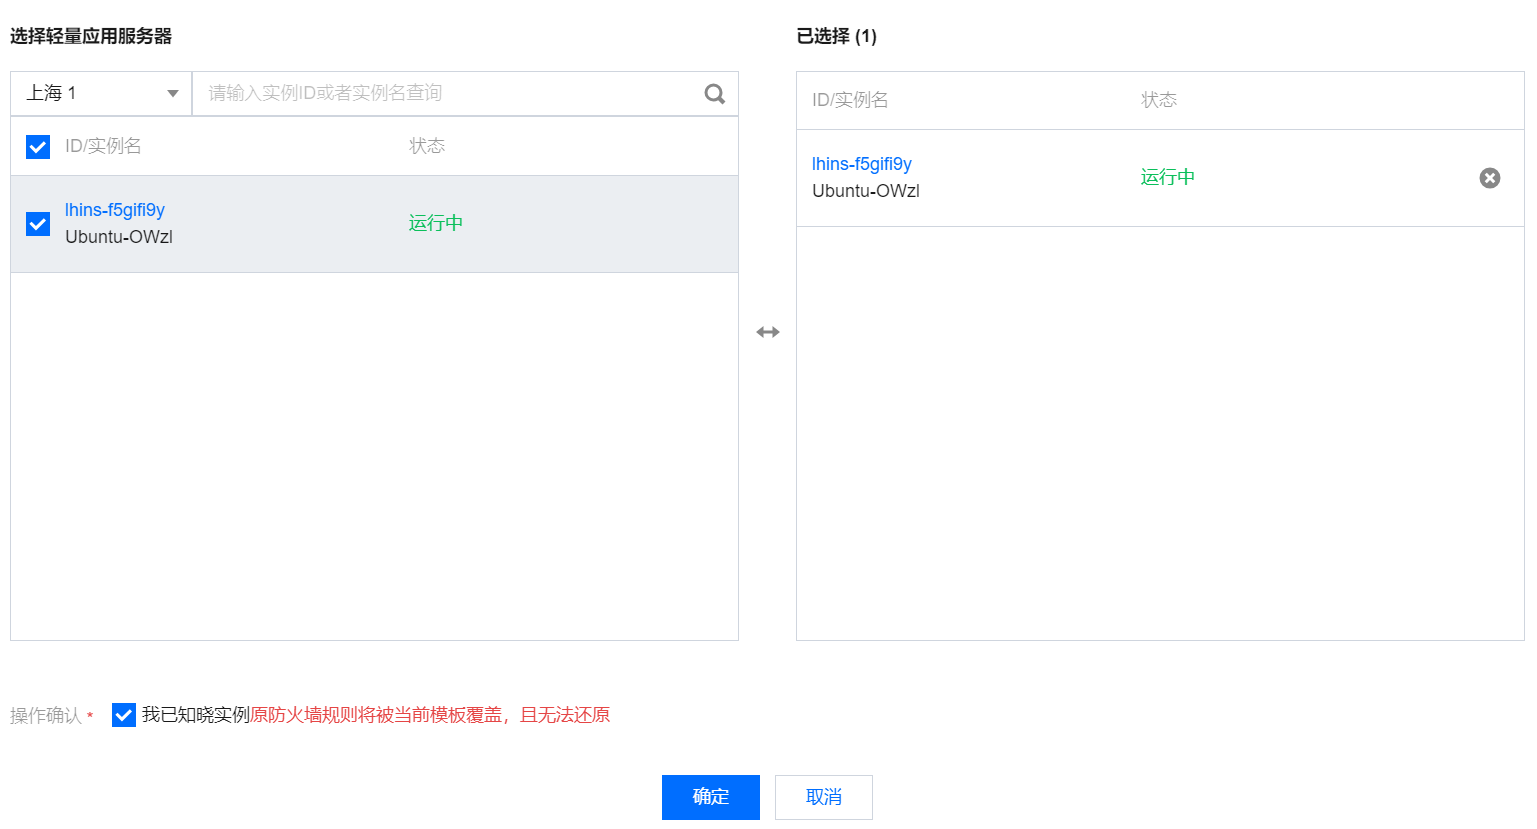 选择轻量应用服务器
上海 1
请输入实例ID或者实例名查询
ID/实例名 状态
lhins-f5gifi9y
Ubuntu-OWzl
运行中
已选择 (1)
ID/实例名 状态
lhins-f5gifi9y
Ubuntu-OWzl
运行中
操作确认 * 我已知晓实例原防火墙规则将被当前模板覆盖，且无法还原
确定 取消